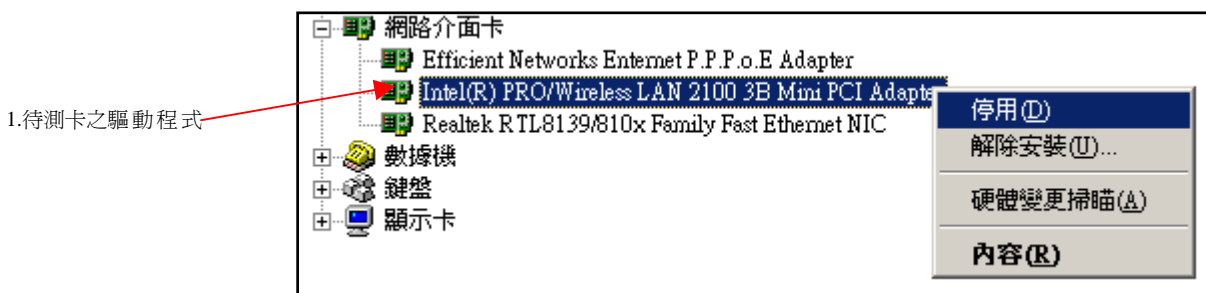 網路介面卡
Efficient Networks Enternet P.P.P.o.E Adapter
1.待測卡之驅動程式
Intel(R) PRO/Wireless LAN 2100 3B Mini PCI Adapte
Realtek RTL8139/810x Family Fast Ethernet NIC
數據機
鍵盤
顯示卡
停用(D)
解除安裝(U)...
硬體變更掃瞄(A)
內容(R)